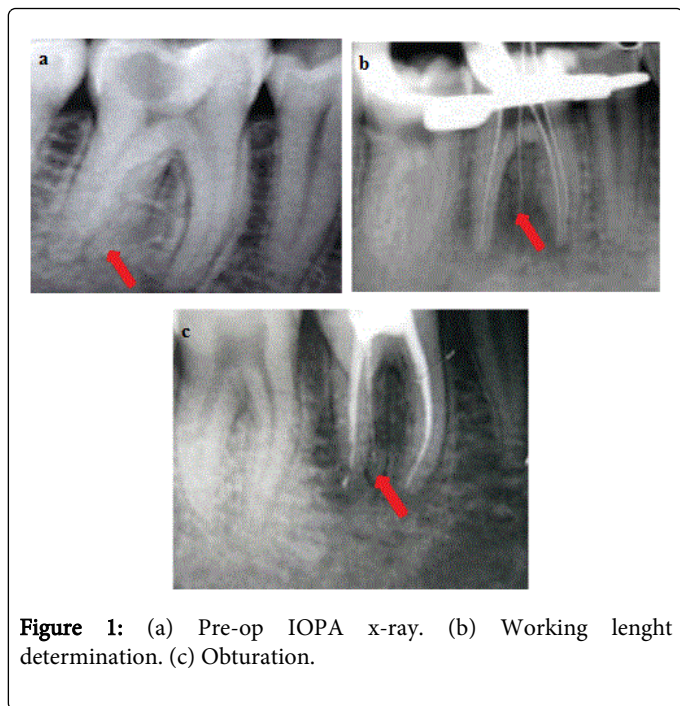 a
b
c
Figure 1: (a) Pre-op IOPA x-ray. (b) Working lenght
determination. (c) Obturation.